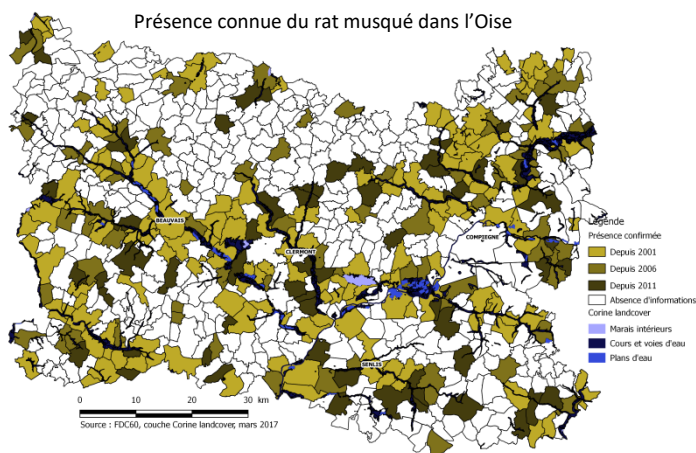 Présence connue du rat musqué dans l'Oise
BEAUVAIS
CLERMONT
COMPIEGNE
SENLIS
Légende
Présence confirmée
Depuis 2001
Depuis 2006
Depuis 2011
Absence d'informations
Corine landcover
Marais intérieurs
Cours et voies d'eau
Plans d'eau
0 10 20 30 km
Source : FDC60, couche Corine landcover, mars 2017